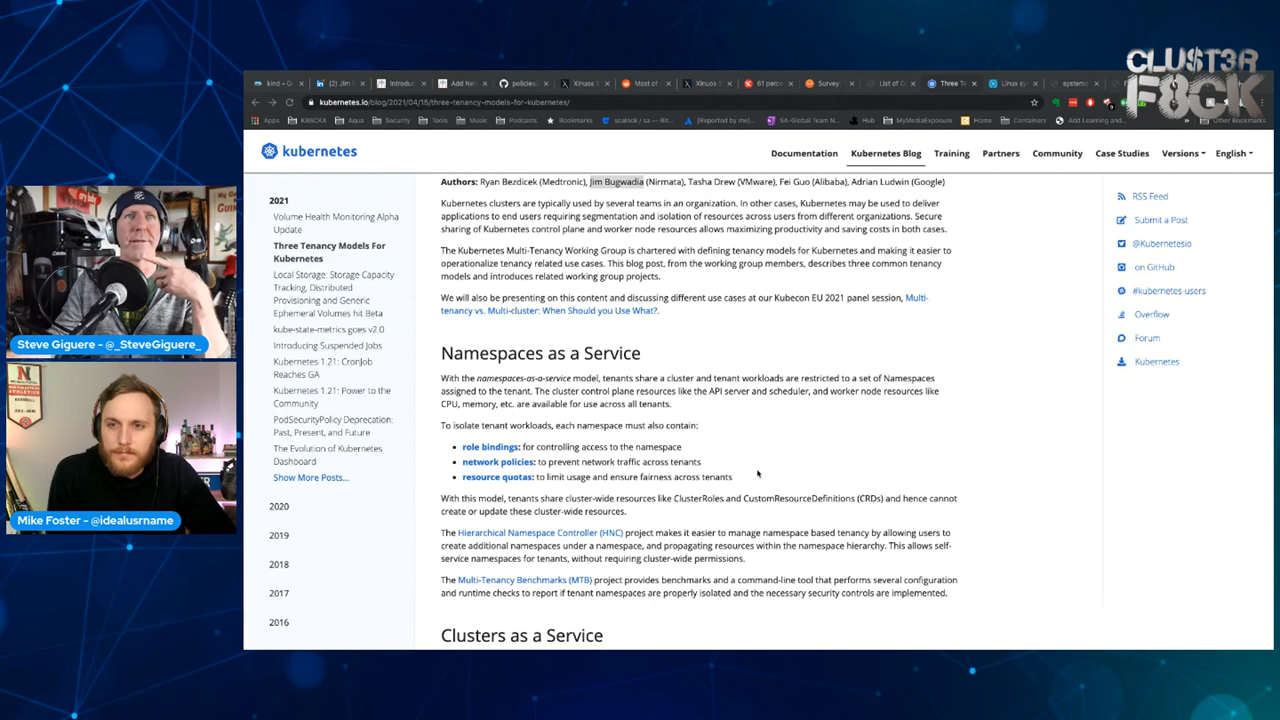 CLU$T3R
F8CK
kind – C
(2) Jim
Introduc
Add Net
policies
Xinuos S
Most of
Xinuos S
61 perc
Survey:
List of C
Three Te
Linux sy
systemd
kubernetes.io/blog/2021/04/15/three-tenancy-models-for-kubernetes/
Apps K8SCKA Aqua Security Tools Music Podcasts Bookmarks scalock / sa — Bit... [Reported by me]... SA-Global Team N... Hub MyMediaExposure Home Containers Add Learning and... » Other Bookmarks
kubernetes
Documentation Kubernetes Blog Training Partners Community Case Studies Versions English
2021
Volume Health Monitoring Alpha
Update
Three Tenancy Models For
Kubernetes
Local Storage: Storage Capacity
Tracking, Distributed
Provisioning and Generic
Ephemeral Volumes hit Beta
kube-state-metrics goes v2.0
Introducing Suspended Jobs
Kubernetes 1.21: CronJob
Reaches GA
Kubernetes 1.21: Power to the
Community
PodSecurityPolicy Deprecation:
Past, Present, and Future
The Evolution of Kubernetes
Dashboard
Show More Posts...
2020
2019
2018
2017
2016
Authors: Ryan Bezdicek (Medtronic), Jim Bugwadia (Nirmata), Tasha Drew (VMware), Fei Guo (Alibaba), Adrian Ludwin (Google)
Kubernetes clusters are typically used by several teams in an organization. In other cases, Kubernetes may be used to deliver
applications to end users requiring segmentation and isolation of resources across users from different organizations. Secure
sharing of Kubernetes control plane and worker node resources allows maximizing productivity and saving costs in both cases.
The Kubernetes Multi-Tenancy Working Group is chartered with defining tenancy models for Kubernetes and making it easier to
operationalize tenancy related use cases. This blog post, from the working group members, describes three common tenancy
models and introduces related working group projects.
We will also be presenting on this content and discussing different use cases at our Kubecon EU 2021 panel session, Multi-
tenancy vs. Multi-cluster: When Should you Use What?.
Namespaces as a Service
With the namespaces-as-a-service model, tenants share a cluster and tenant workloads are restricted to a set of Namespaces
assigned to the tenant. The cluster control plane resources like the API server and scheduler, and worker node resources like
CPU, memory, etc. are available for use across all tenants.
To isolate tenant workloads, each namespace must also contain:
• role bindings: for controlling access to the namespace
• network policies: to prevent network traffic across tenants
• resource quotas: to limit usage and ensure fairness across tenants
With this model, tenants share cluster-wide resources like ClusterRoles and CustomResourceDefinitions (CRDs) and hence cannot
create or update these cluster-wide resources.
The Hierarchical Namespace Controller (HNC) project makes it easier to manage namespace based tenancy by allowing users to
create additional namespaces under a namespace, and propagating resources within the namespace hierarchy. This allows self-
service namespaces for tenants, without requiring cluster-wide permissions.
The Multi-Tenancy Benchmarks (MTB) project provides benchmarks and a command-line tool that performs several configuration
and runtime checks to report if tenant namespaces are properly isolated and the necessary security controls are implemented.
Clusters as a Service
RSS Feed
Submit a Post
@Kubernetesio
on GitHub
#kubernetes-users
Overflow
Forum
Kubernetes
Steve Giguere - @_SteveGiguere_
N
Mike Foster - @idealusrname